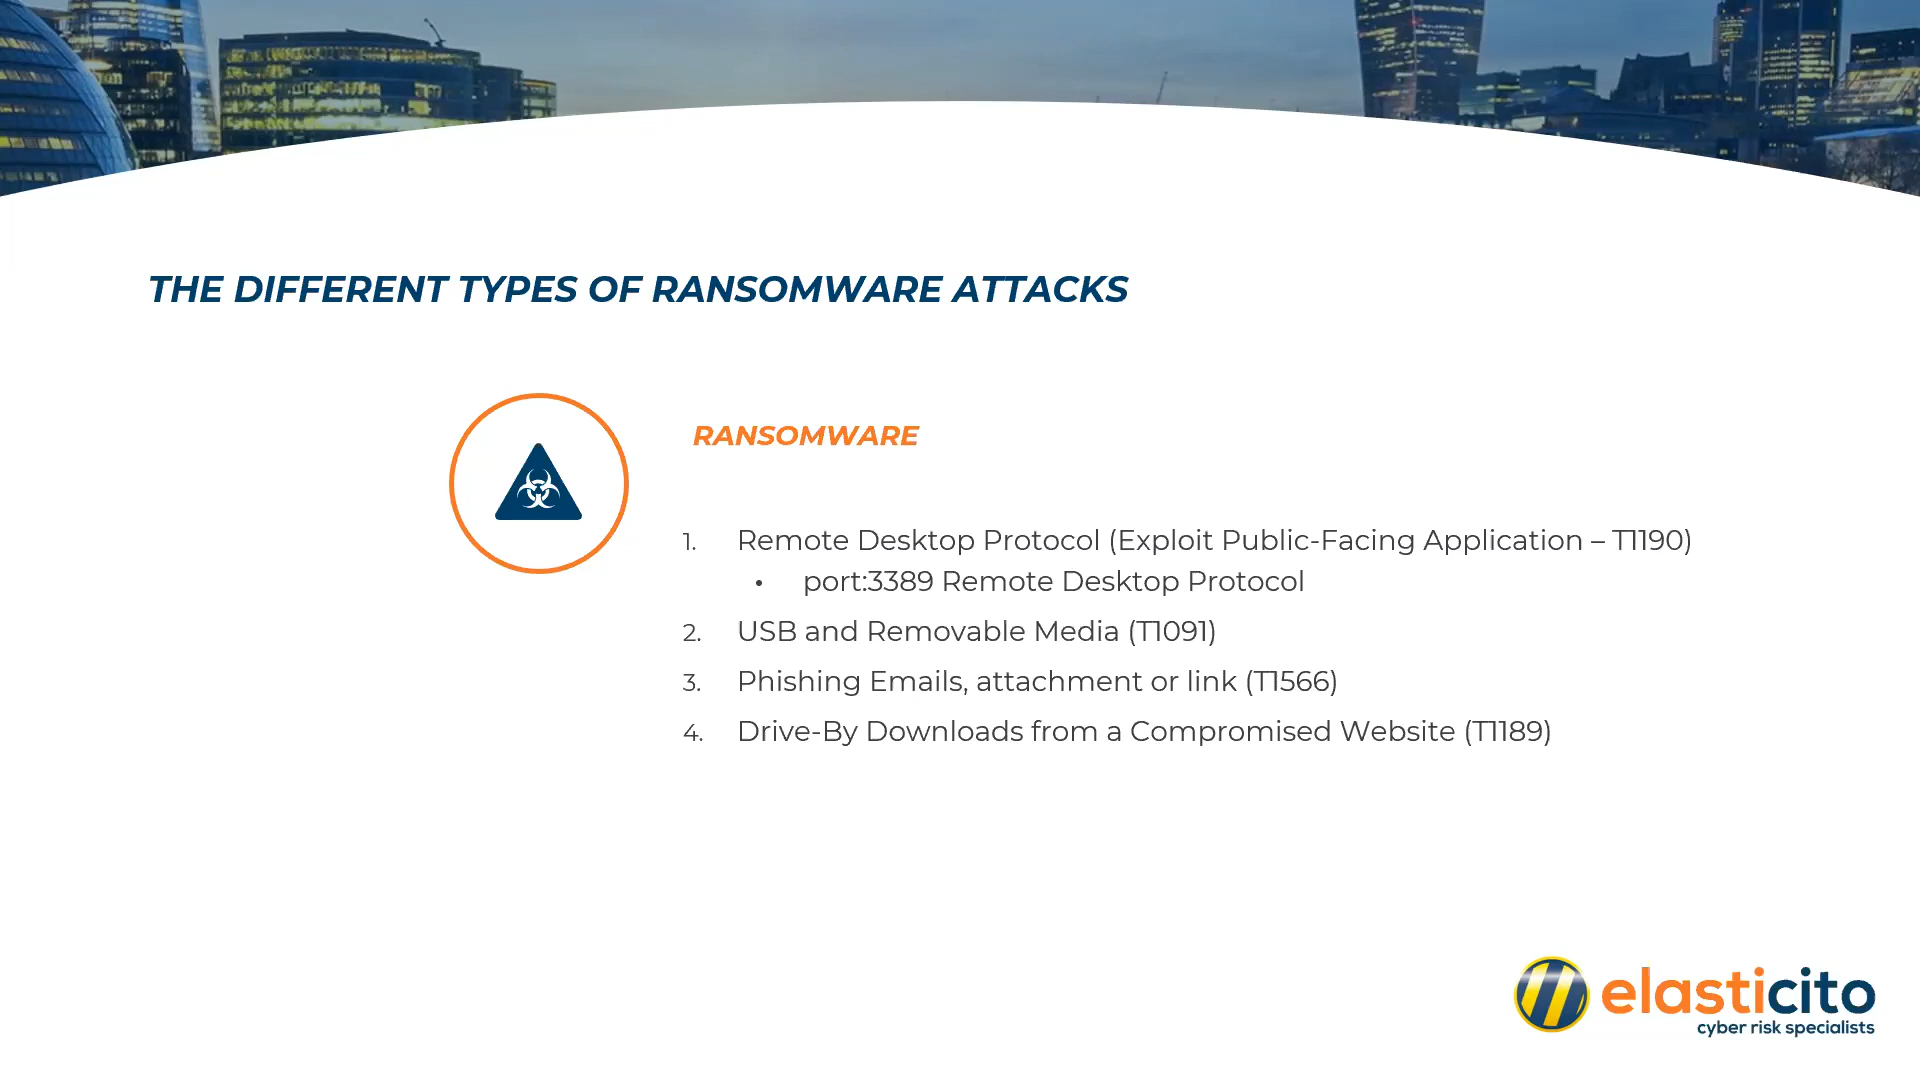 THE DIFFERENT TYPES OF RANSOMWARE ATTACKS
RANSOMWARE
1. Remote Desktop Protocol (Exploit Public-Facing Application – T1190)
• port:3389 Remote Desktop Protocol
2. USB and Removable Media (T1091)
3. Phishing Emails, attachment or link (T1566)
4. Drive-By Downloads from a Compromised Website (T1189)
elasticito
cyber risk specialists